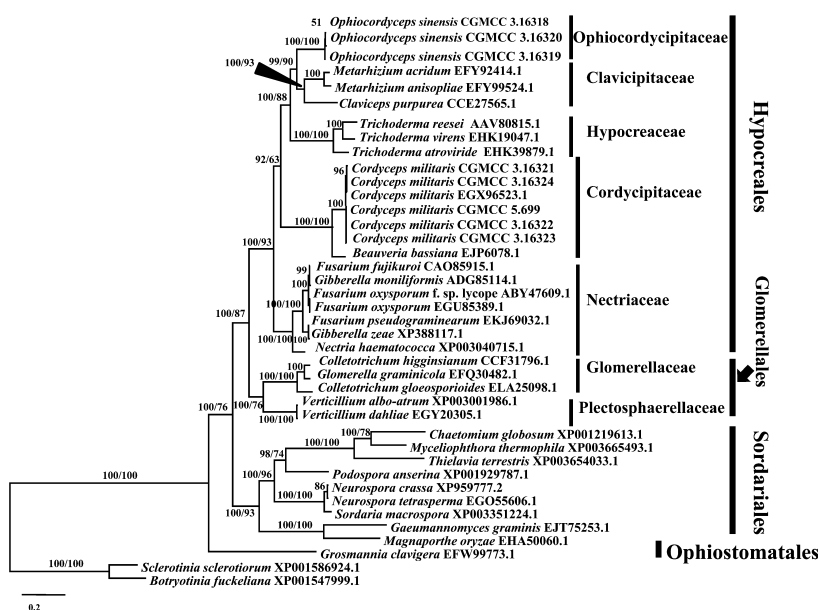 51 Ophiocordyceps sinensis CGMCC 3.16318
100/100 Ophiocordyceps sinensis CGMCC 3.16320
Ophiocordyceps sinensis CGMCC 3.16319
Ophiocordycipitaceae
100/93 99/90
100 Metarhizium acridum EFY92414.1
Metarhizium anisopliae EFY99524.1
Claviceps purpurea CCE27565.1
Clavicipitaceae
100/88
100 Trichoderma reesei AAV80815.1
100/100 Trichoderma virens EHK19047.1
Trichoderma atroviride EHK39879.1
Hypocreaceae
92/63
96 Cordyceps militaris CGMCC 3.16321
Cordyceps militaris CGMCC 3.16324
Cordyceps militaris EGX96523.1
100 Cordyceps militaris CGMCC 5.699
100/100 Cordyceps militaris CGMCC 3.16322
Cordyceps militaris CGMCC 3.16323
Beauveria bassiana EJP6078.1
Cordycipitaceae
Hypocreales
100/93
99 Fusarium fujikuroi CAO85915.1
100 Gibberella moniliformis ADG85114.1
Fusarium oxysporum f. sp. lycope ABY47609.1
100/100 Fusarium oxysporum EGU85389.1
Fusarium pseudograminearum EKJ69032.1
100/100 100 Gibberella zeae XP388117.1
Nectria haematococca XP003040715.1
Nectriaceae
100/87
Colletotrichum higginsianum CCF31796.1
100 Glomerella graminicola EFQ30482.1
100/100 Colletotrichum gloeosporioides ELA25098.1
Glomerellaceae
100/76 Verticillium albo-atrum XP003001986.1
100/100 Verticillium dahliae EGY20305.1
Plectosphaerellaceae
Glomerellales
100/76
100/78 Chaetomium globosum XP001219613.1
100/100 Myceliophthora thermophila XP003665493.1
Thielavia terrestris XP003654033.1
98/74
Podospora anserina XP001929787.1
100/96
86 Neurospora crassa XP959777.2
100/100 Neurospora tetrasperma EGO55606.1
Sordaria macrospora XP003351224.1
100/93
100/100 Gaeumannomyces graminis EJT75253.1
Magnaporthe oryzae EHA50060.1
Sordariales
100/100
Grosmannia clavigera EFW99773.1
Ophiostomatales
100/100 Sclerotinia sclerotiorum XP001586924.1
Botryotinia fuckeliana XP001547999.1
0.2